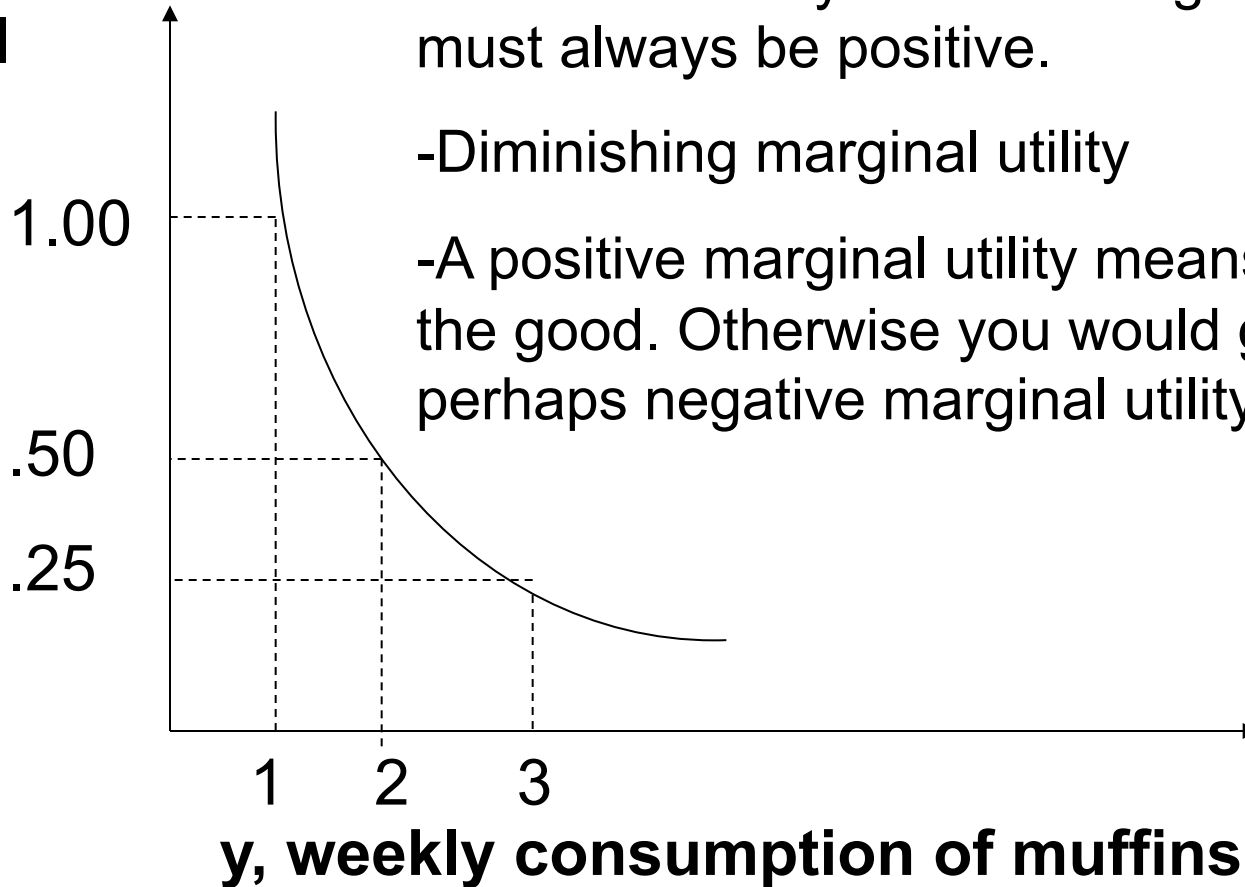 must always be positive.
-Diminishing marginal utility
-A positive marginal utility means
the good. Otherwise you would
perhaps negative marginal utility
1.00
.50
.25
1 2 3
y, weekly consumption of muffins